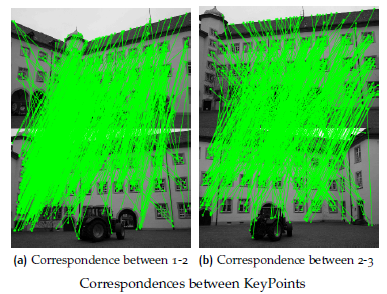 (a) Correspondence between 1-2
(b) Correspondence between 2-3
Correspondences between KeyPoints